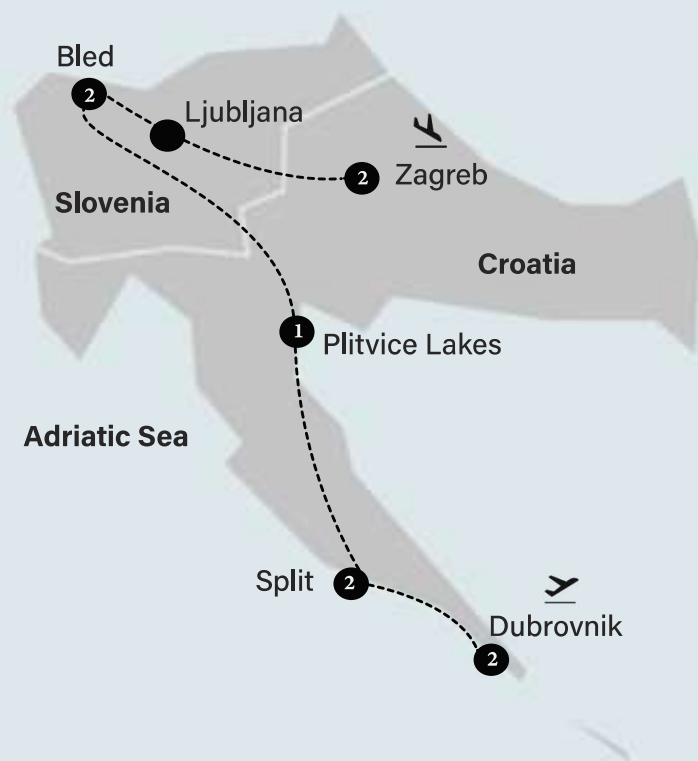 Bled
2
Ljubljana
2
Zagreb
Slovenia
Croatia
1
Plitvice Lakes
Adriatic Sea
Split
2
Dubrovnik
2